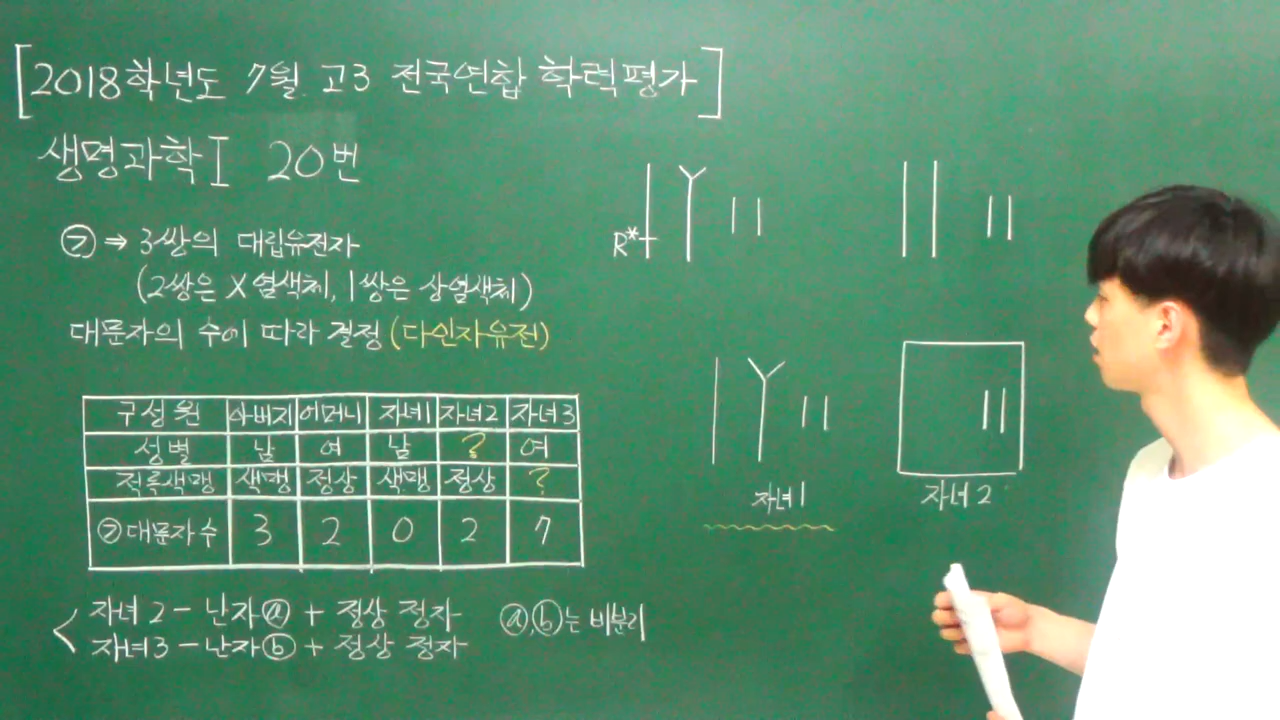 [2018학년도 7월 고3 전국연합 학력평가]
생명과학I 20번
㉠ ⇒ 3쌍의 대립유전자
(2쌍은 X염색체, 1쌍은 상염색체)
대문자의 수에 따라 결정 (다인자유전)
구성원 아버지 어머니 자녀1 자녀2 자녀3
성별 남 여 남 ? 여
적록색맹 색맹 정상 색맹 정상 ?
㉠대문자 수 3 2 0 2 7
자녀 2 - 난자ⓐ + 정상 정자
자녀3 - 난자ⓑ + 정상 정자
ⓐ,ⓑ는 비분리
R*
자녀1
자녀2